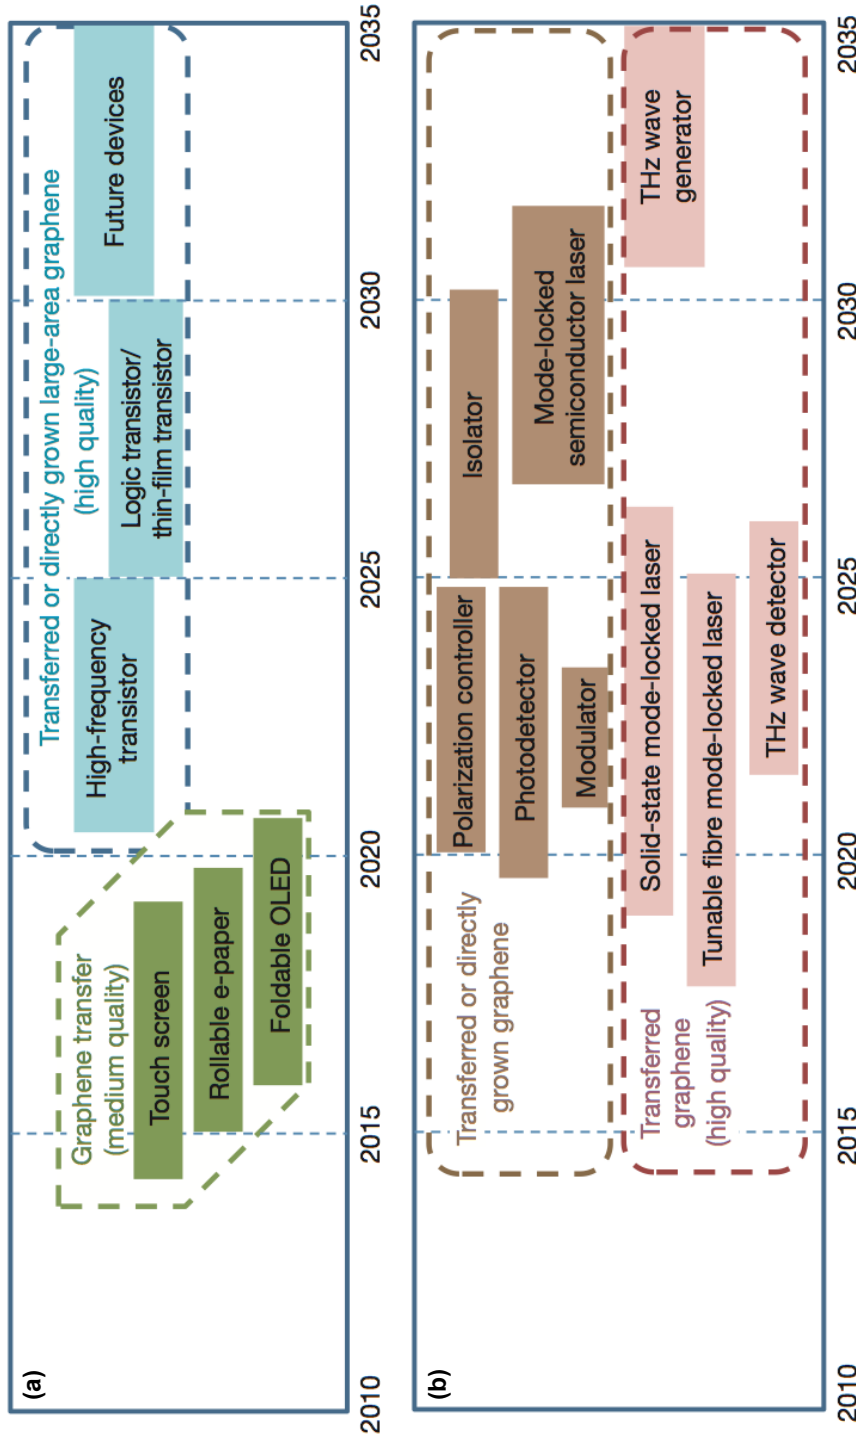 (a)
Graphene transfer
(medium quality)
Touch screen
Rollable e-paper
Foldable OLED
Transferred or directly grown large-area graphene
(high quality)
High-frequency
transistor
Logic transistor/
thin-film transistor
Future devices
2010
2015
2020
2025
2030
2035
(b)
Transferred or directly
grown graphene
Polarization controller
Photodetector
Modulator
Isolator
Mode-locked
semiconductor laser
Transferred
graphene
(high quality)
Solid-state mode-locked laser
Tunable fibre mode-locked laser
THz wave detector
THz wave
generator
2010
2015
2020
2025
2030
2035